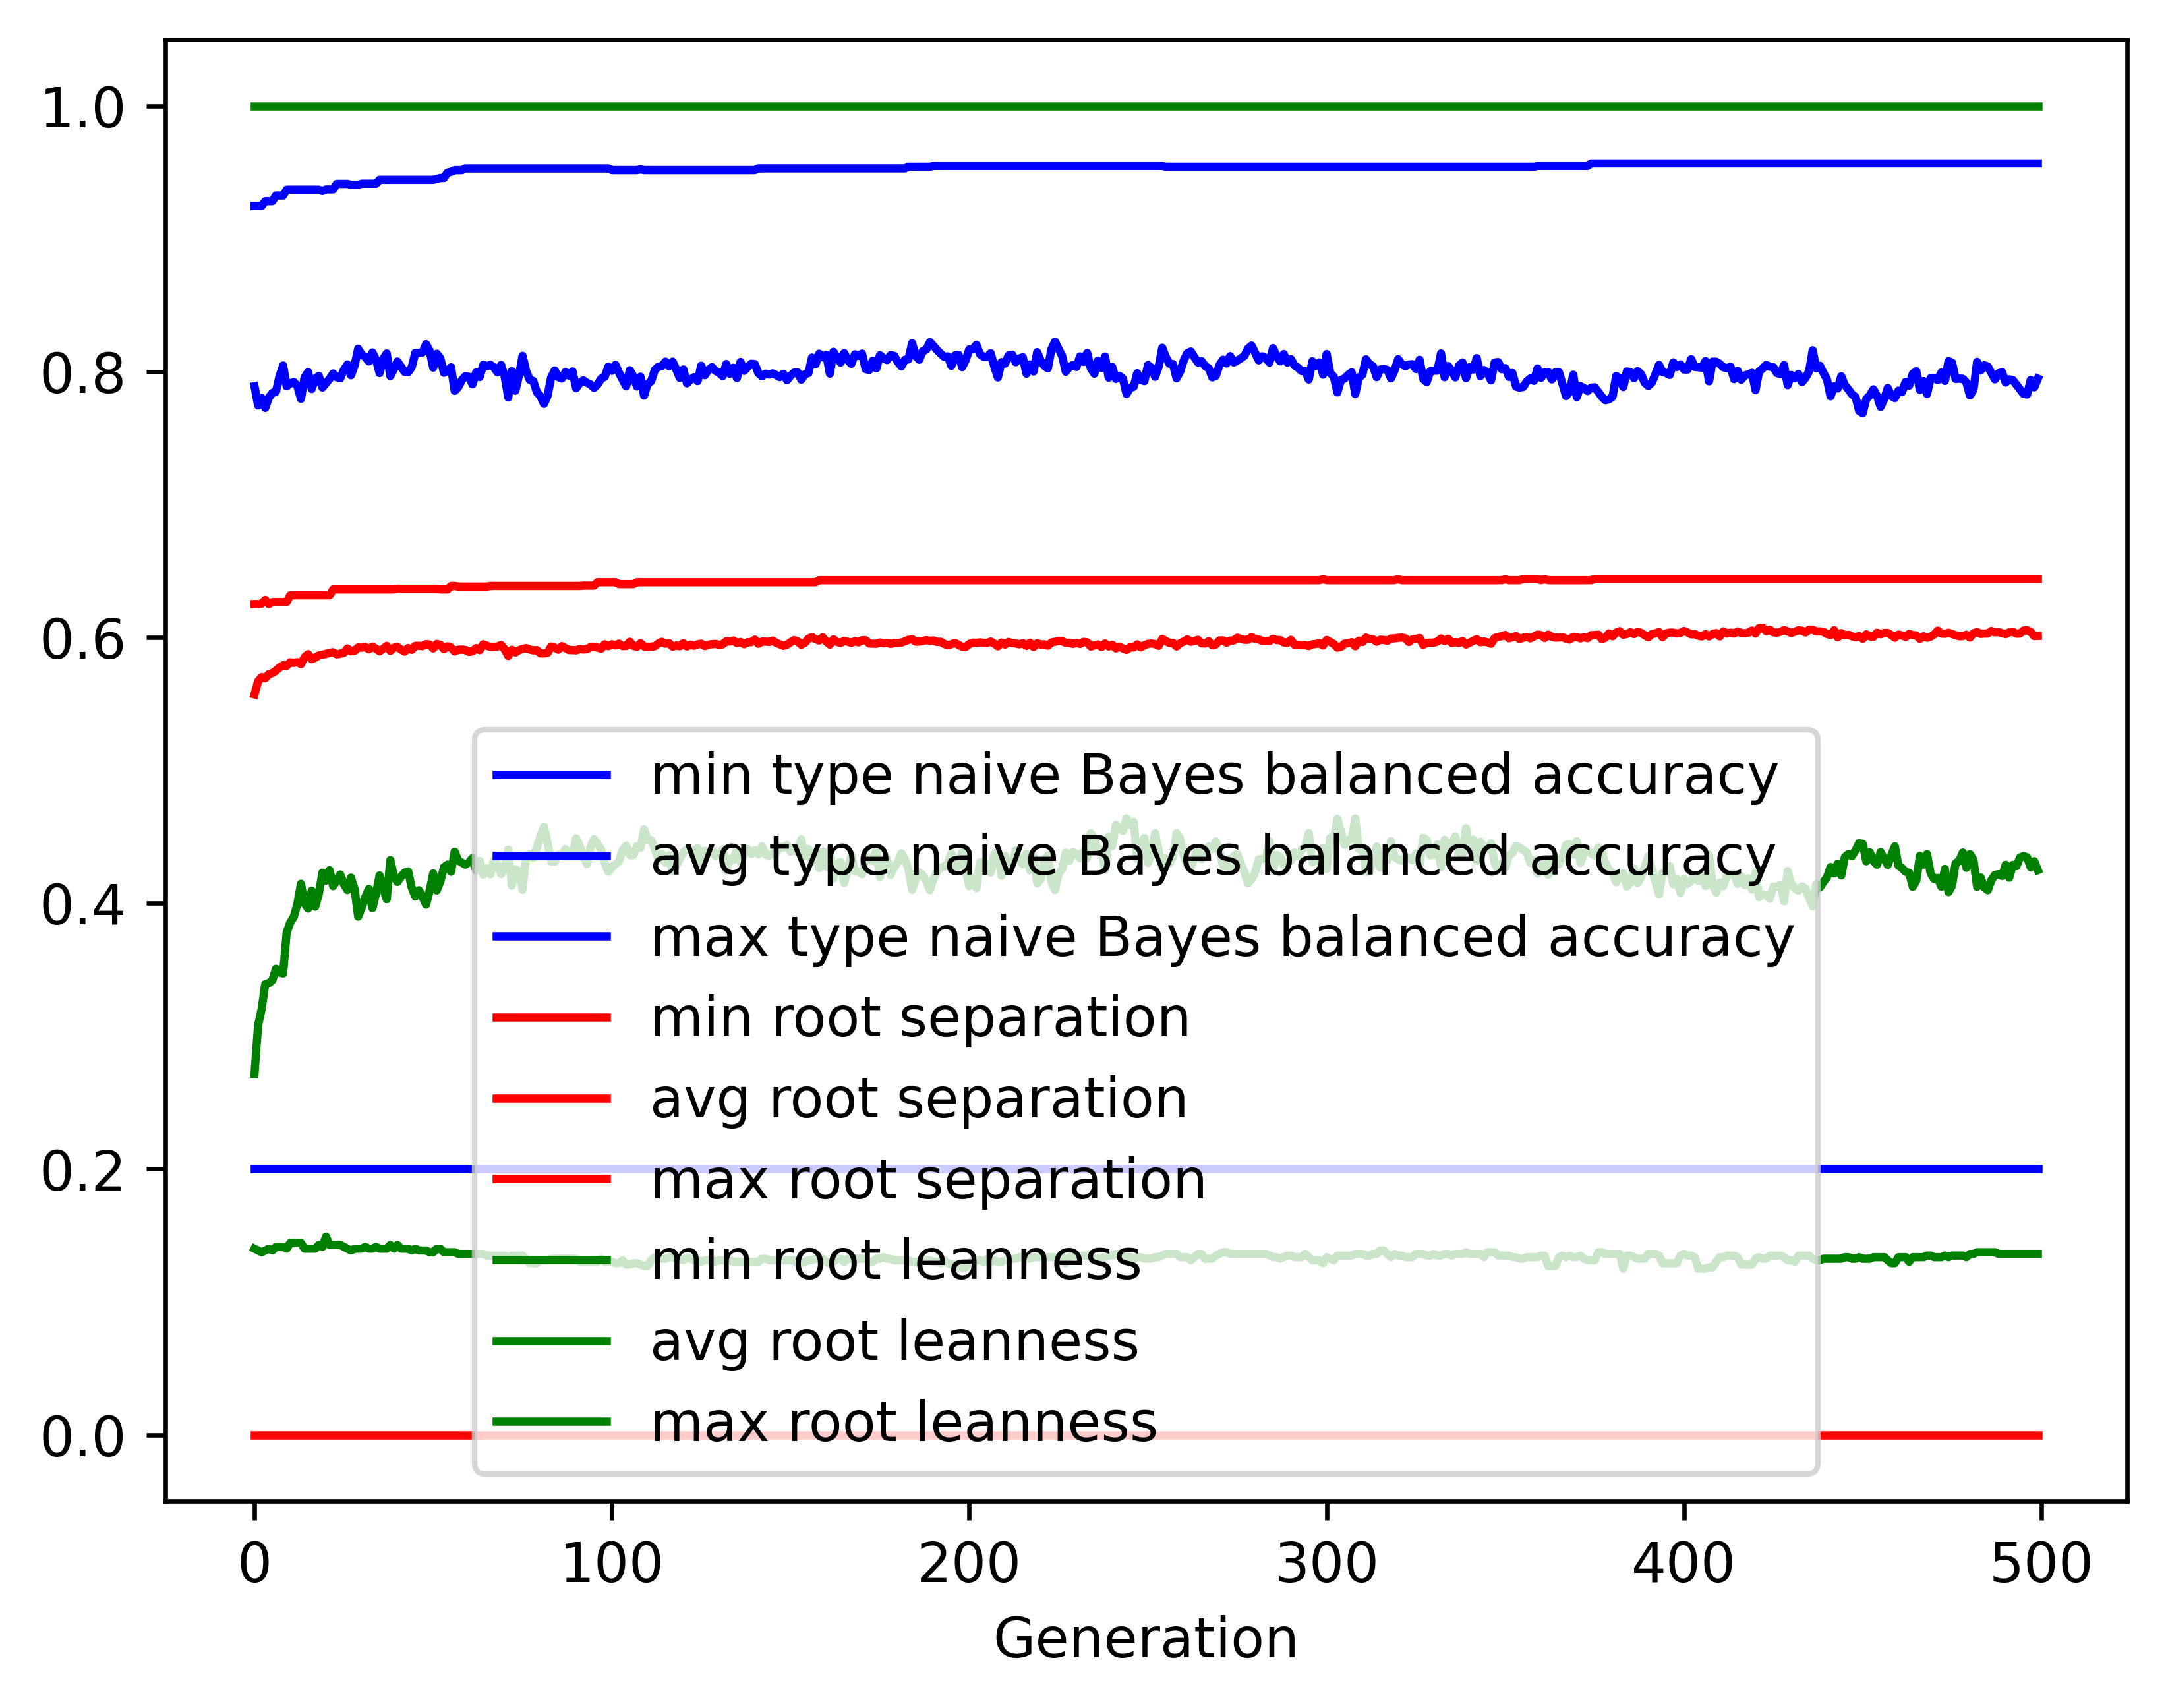 1.0
0.8
0.6
0.4
0.2
0.0
min type naive Bayes balanced accuracy
avg type naive Bayes balanced accuracy
max type naive Bayes balanced accuracy
min root separation
avg root separation
max root separation
min root leanness
avg root leanness
max root leanness
0 100 200 300 400 500
Generation